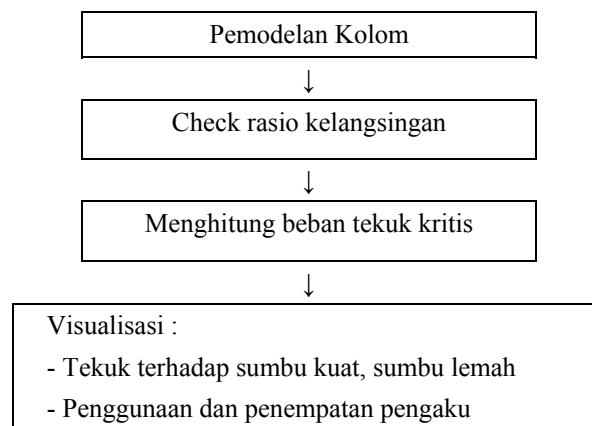 Pemodelan Kolom
↓
Check rasio kelangsingan
↓
Menghitung beban tekuk kritis
↓
Visualisasi :
- Tekuk terhadap sumbu kuat, sumbu lemah
- Penggunaan dan penempatan pengaku